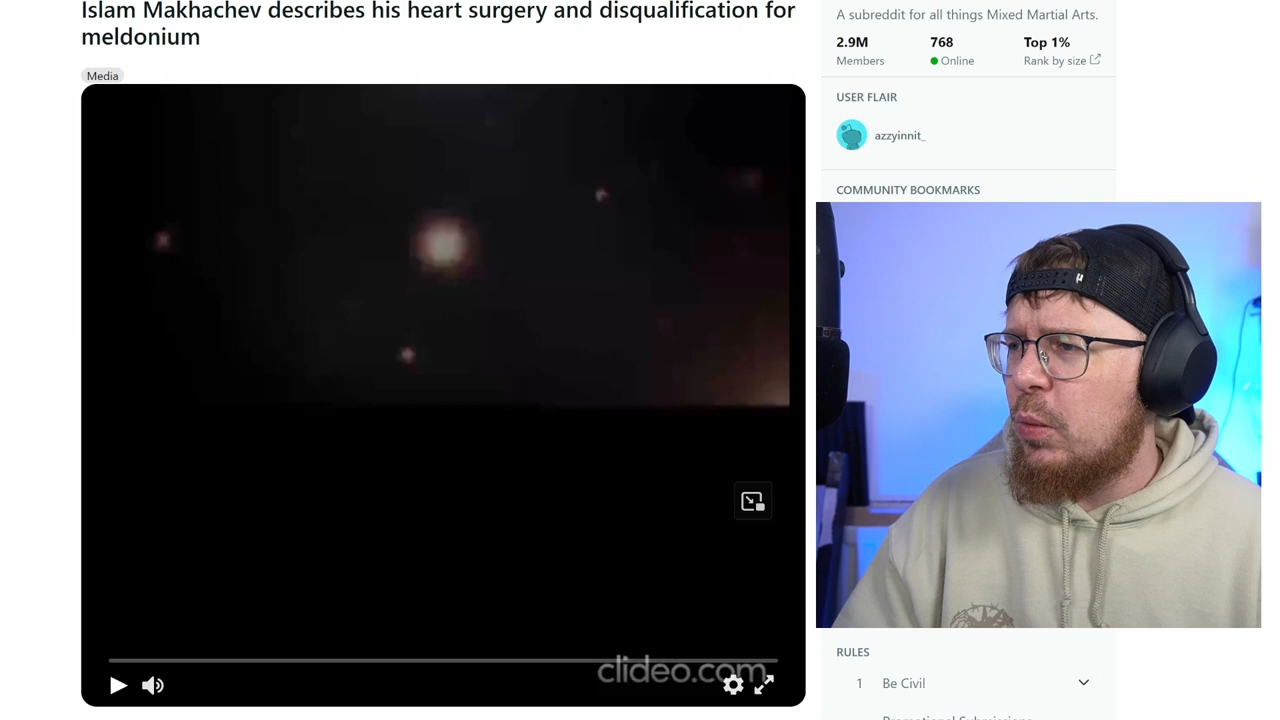 Islam Makhachev describes his heart surgery and disqualification for
meldonium
Media
clideo.com
A subreddit for all things Mixed Martial Arts.
2.9M 768 Top 1%
Members Online Rank by size
USER FLAIR
azzyinnit_
COMMUNITY BOOKMARKS
RULES
1 Be Civil
Promotional Submissions